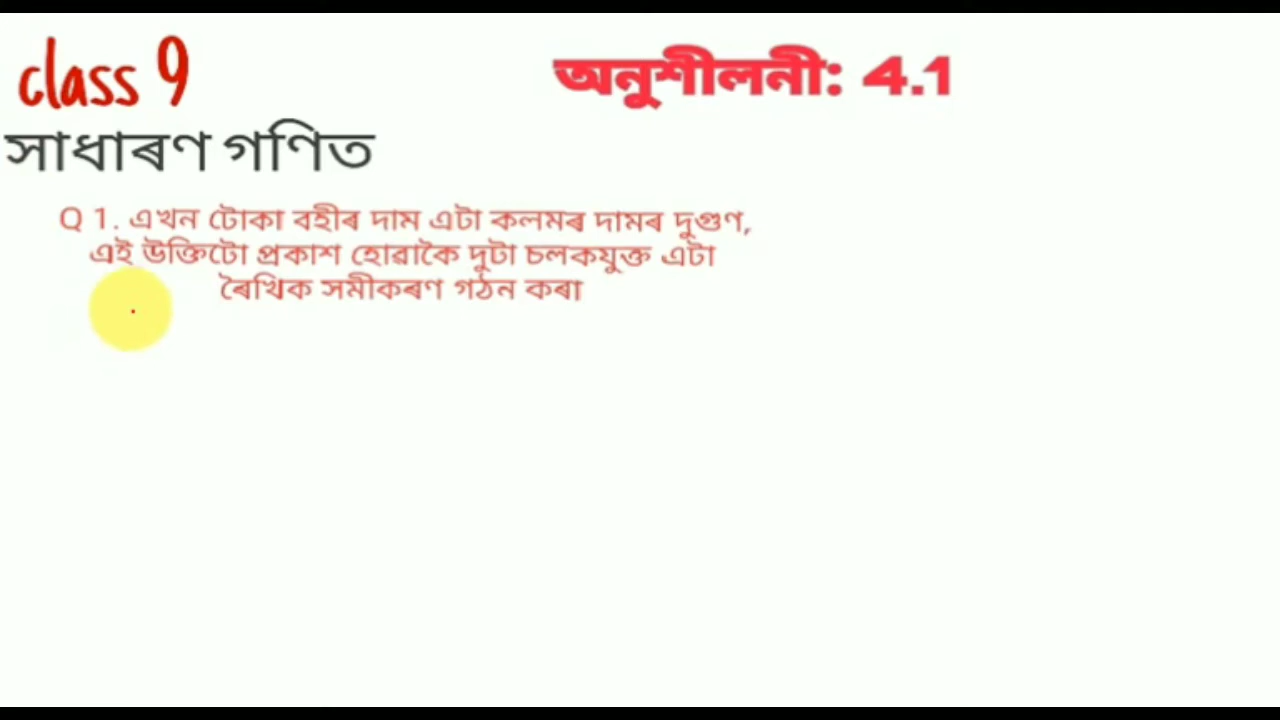 class 9
অনুশীলনী: 4.1
সাধাৰণ গণিত
Q 1. এখন টোকা বহীৰ দাম এটা কলমৰ দামৰ দুগুণ,
এই উক্তিটো প্ৰকাশ হোৱাকৈ দুটা চলকযুক্ত এটা
ৰৈখিক সমীকৰণ গঠন কৰা